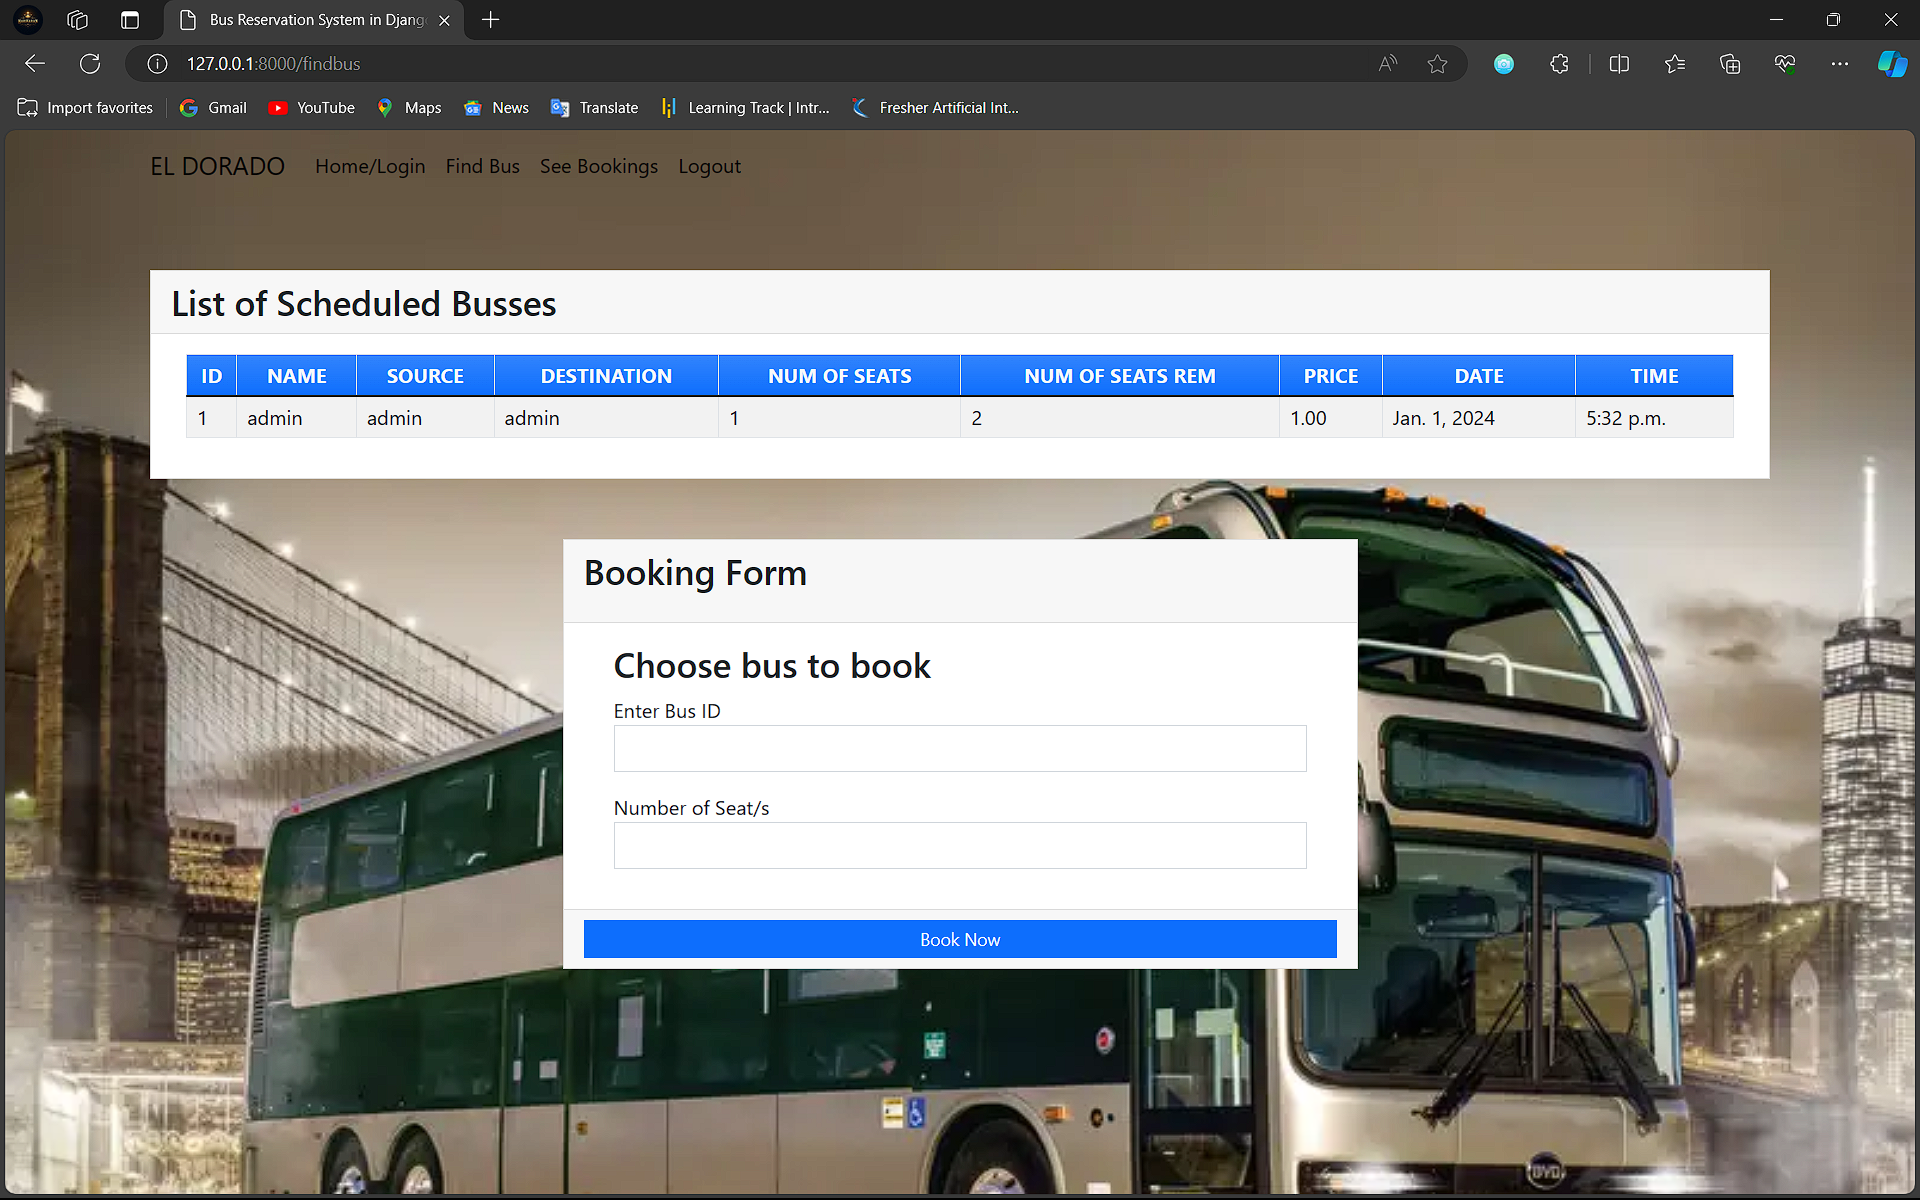 Bus Reservation System in Djang
127.0.0.1:8000/findbus
Import favorites
Gmail
YouTube
Maps
News
Translate
Learning Track | Intr...
Fresher Artificial Int...
EL DORADO
Home/Login
Find Bus
See Bookings
Logout
List of Scheduled Busses
ID NAME SOURCE DESTINATION NUM OF SEATS NUM OF SEATS REM PRICE DATE TIME
1 admin admin admin 1 2 1.00 Jan. 1, 2024 5:32 p.m.
Booking Form
Choose bus to book
Enter Bus ID
Number of Seat/s
Book Now
BYD